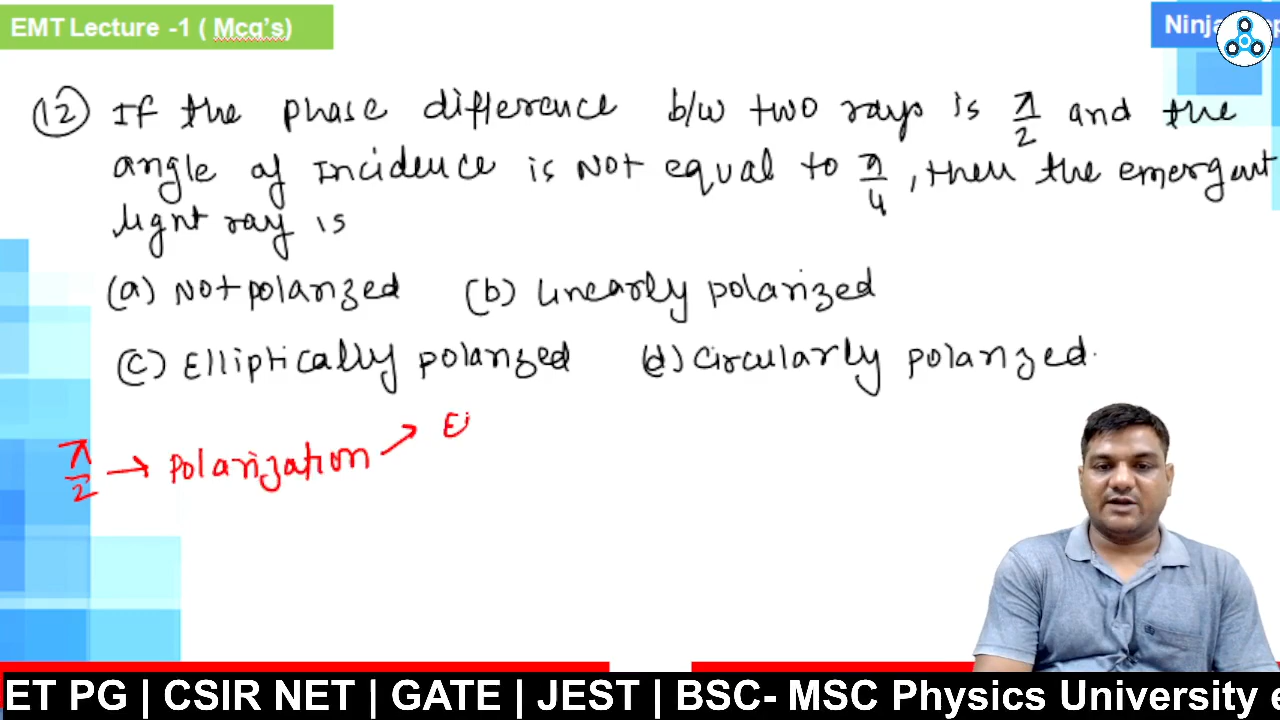 EMT Lecture -1 ( Mcq's)
Ninja
(12) If the phase difference b/w two rays is π/2 and the
angle of incidence is NOT equal to π/4, then the emergent
light ray is
(a) Not polarized (b) Linearly polarized
(c) Elliptically polarized (d) Circularly polarized.
π/2 → Polarization → El
ET PG | CSIR NET | GATE | JEST | BSC- MSC Physics University e